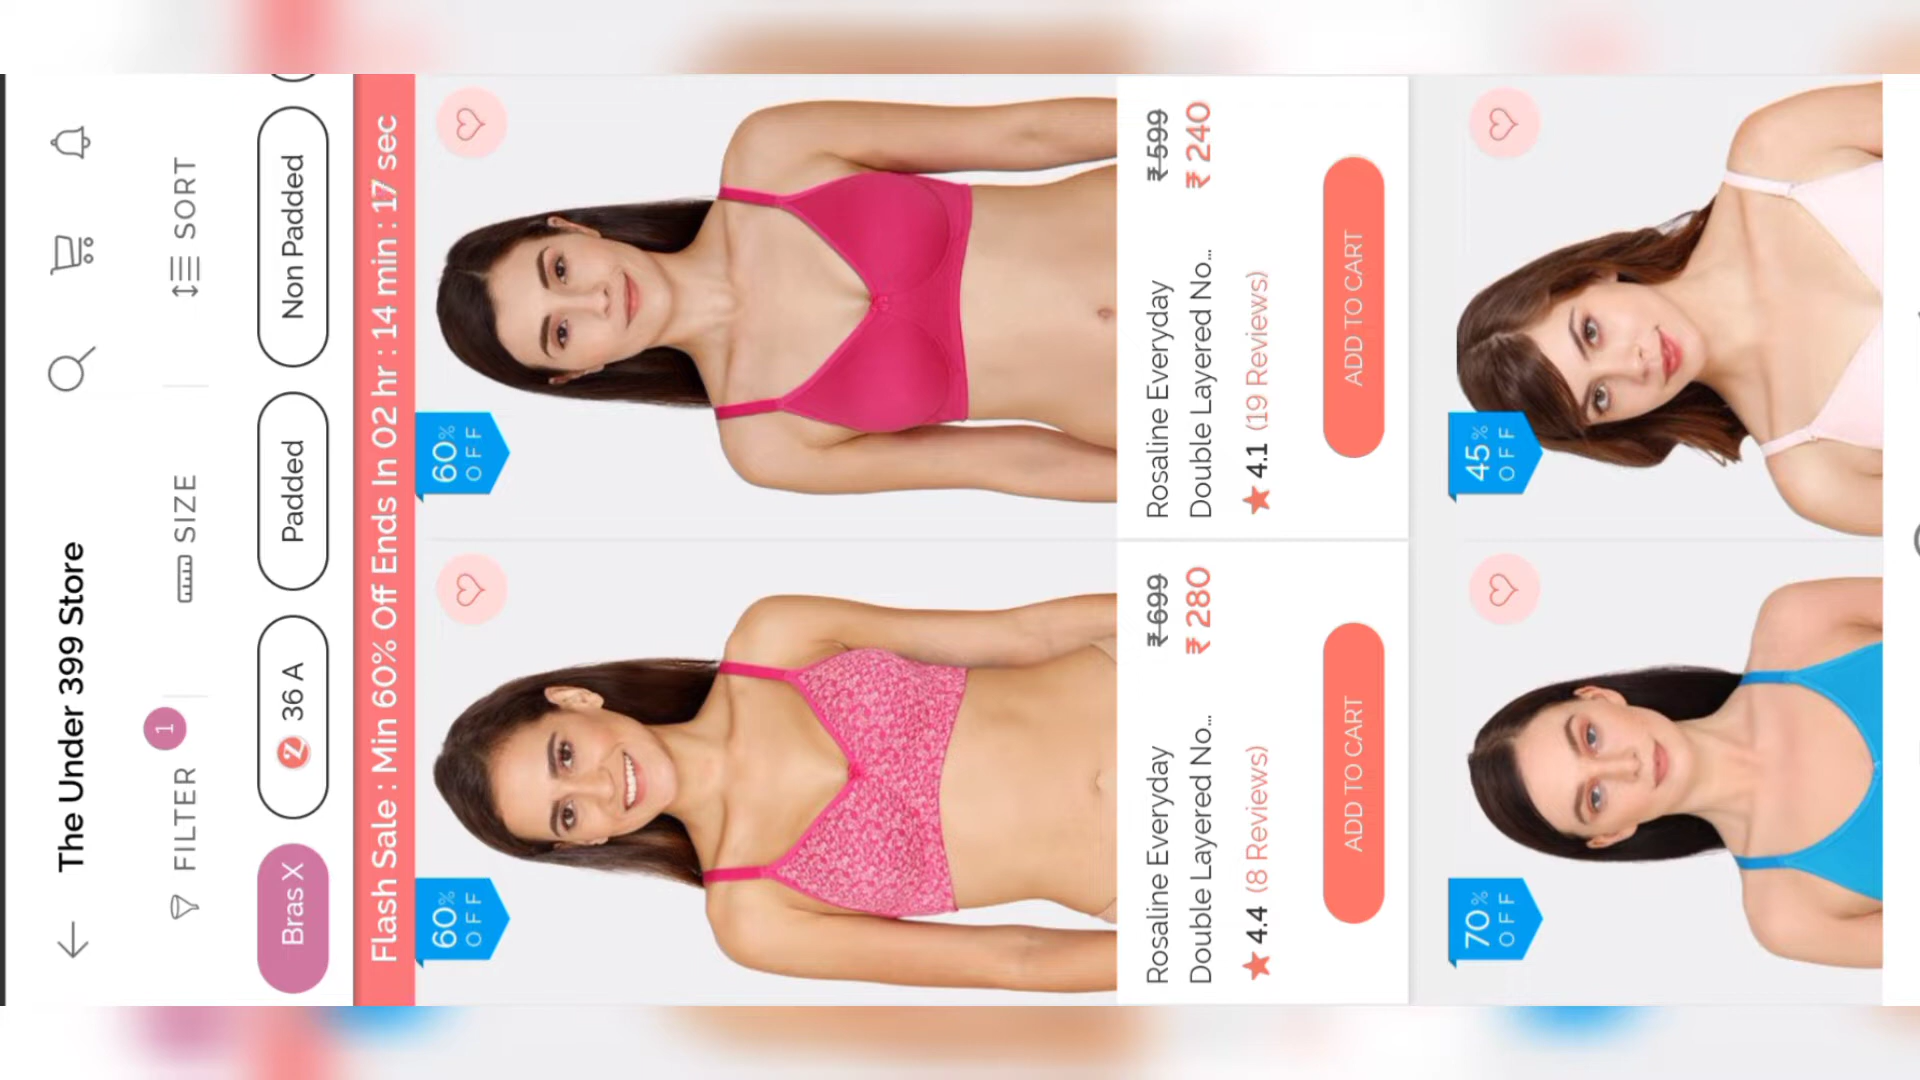 The Under 399 Store
FILTER
1
SIZE
SORT
Bras X
36 A
Padded
Non Padded
Flash Sale : Min 60% Off Ends In 02 hr : 14 min : 17 sec
60% OFF
Rosaline Everyday
Double Layered No...
₹699
₹280
4.4 (8 Reviews)
ADD TO CART
60% OFF
Rosaline Everyday
Double Layered No...
₹599
₹240
4.1 (19 Reviews)
ADD TO CART
70% OFF
45% OFF